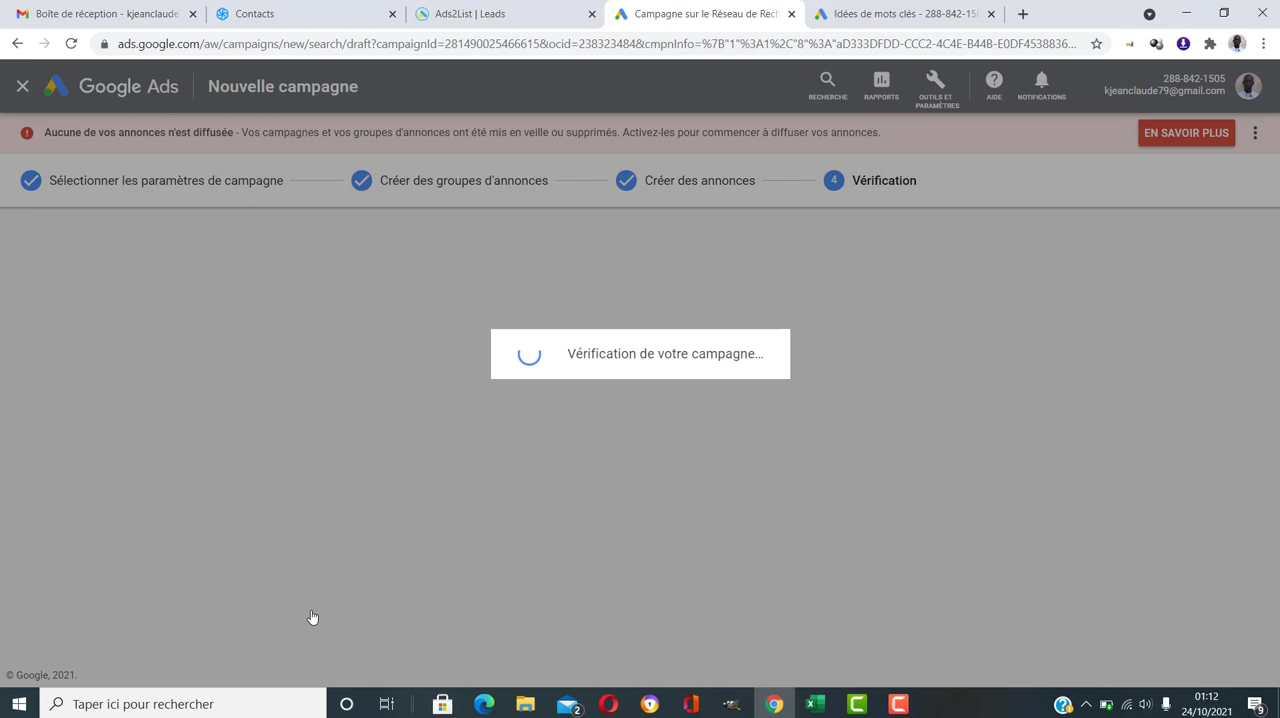 Boîte de réception - kjeanclaude
Contacts
Ads2List | Leads
Campagne sur le Réseau de Rech
Idées de mots clés - 288-842-150
ads.google.com/aw/campaigns/new/search/draft?campaignId=281490025466615&ocid=238323484&cmpnInfo=%7B"1"%3A1%2C"8"%3A"aD333DFDD-CCC2-4C4E-B44B-E0DF4538836...
Google Ads
Nouvelle campagne
RECHERCHE
RAPPORTS
OUTILS ET PARAMÈTRES
AIDE
NOTIFICATIONS
288-842-1505
kjeanclaude79@gmail.com
Aucune de vos annonces n'est diffusée - Vos campagnes et vos groupes d'annonces ont été mis en veille ou supprimés. Activez-les pour commencer à diffuser vos annonces.
EN SAVOIR PLUS
Sélectionner les paramètres de campagne
Créer des groupes d'annonces
Créer des annonces
4 Vérification
Vérification de votre campagne...
© Google, 2021.
Taper ici pour rechercher
2
01:12
24/10/2021
9